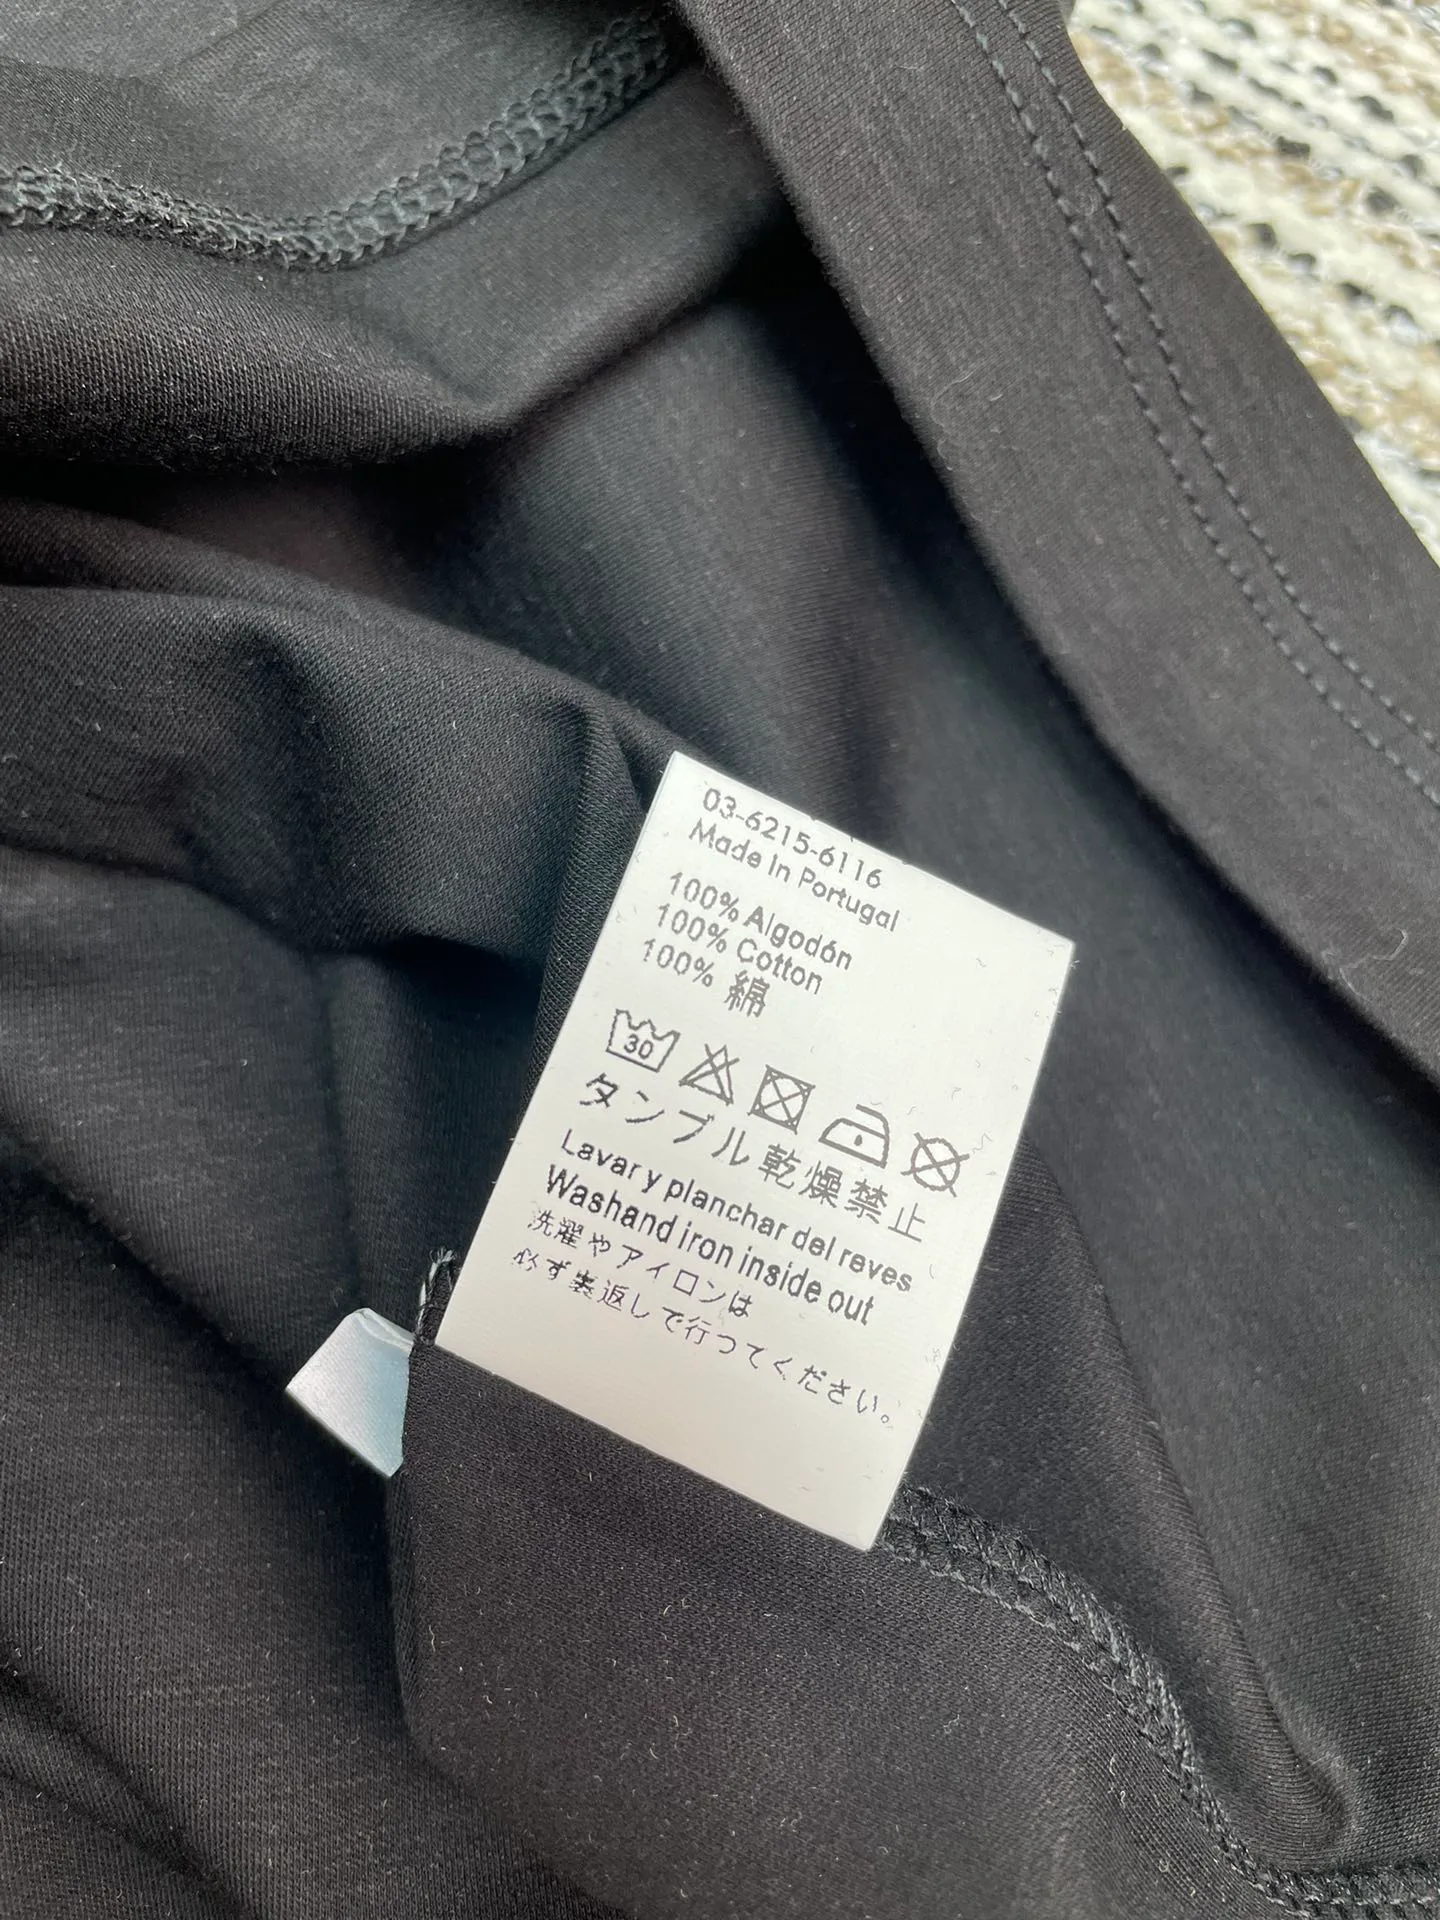 03-6215-6116
Made In Portugal
100% Algodón
100% Cotton
100% 綿
30
タンブル乾燥禁止
Lavar y planchar del reves
Washand iron inside out
洗濯やアイロンは
必ず裏返しで行つてください。